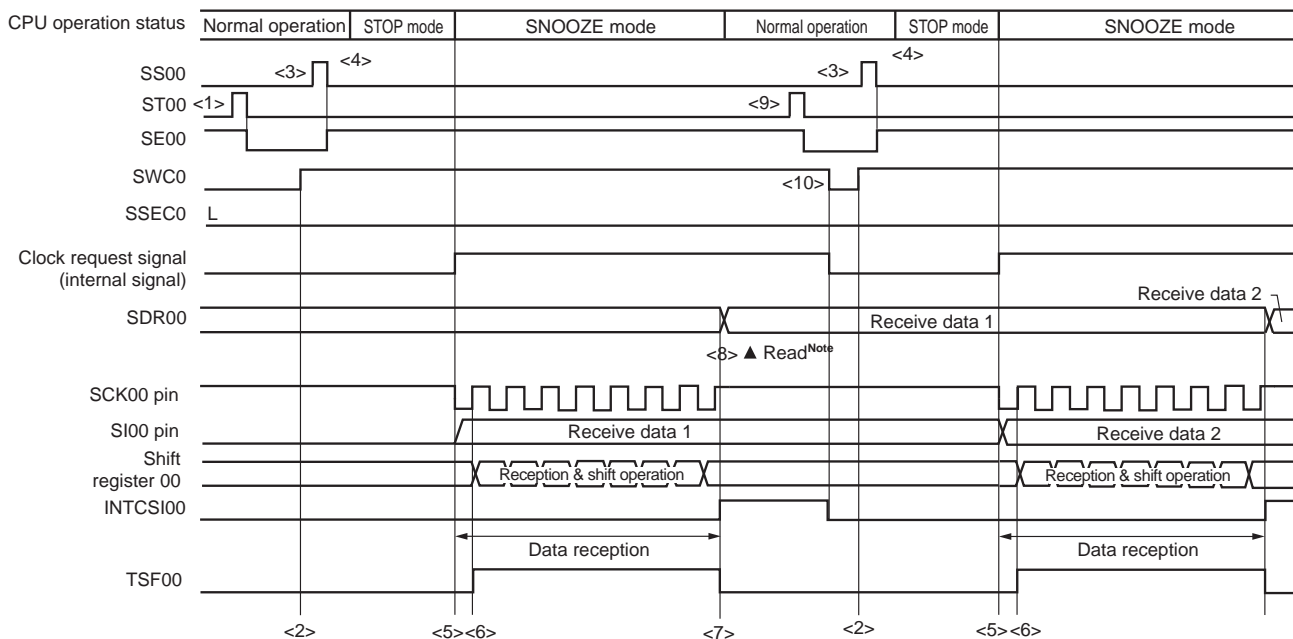 CPU operation status Normal operation STOP mode SNOOZE mode Normal operation STOP mode SNOOZE mode
<3> <4> <3> <4>
SS00
ST00 <1> <9>
SE00
SWC0 <10>
SSEC0 L
Clock request signal
(internal signal)
Receive data 2
SDR00 Receive data 1
<8> ▲ Read Note
SCK00 pin
SI00 pin Receive data 1 Receive data 2
Shift
register 00 Reception & shift operation Reception & shift operation
INTCSI00
Data reception Data reception
TSF00
<2> <5> <6> <7> <2> <5> <6>